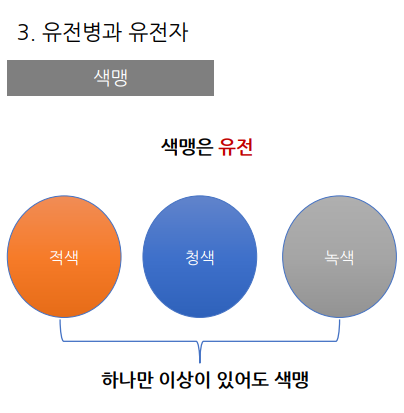 3. 유전병과 유전자
색맹
색맹은 유전
적색 청색 녹색
하나만 이상이 있어도 색맹